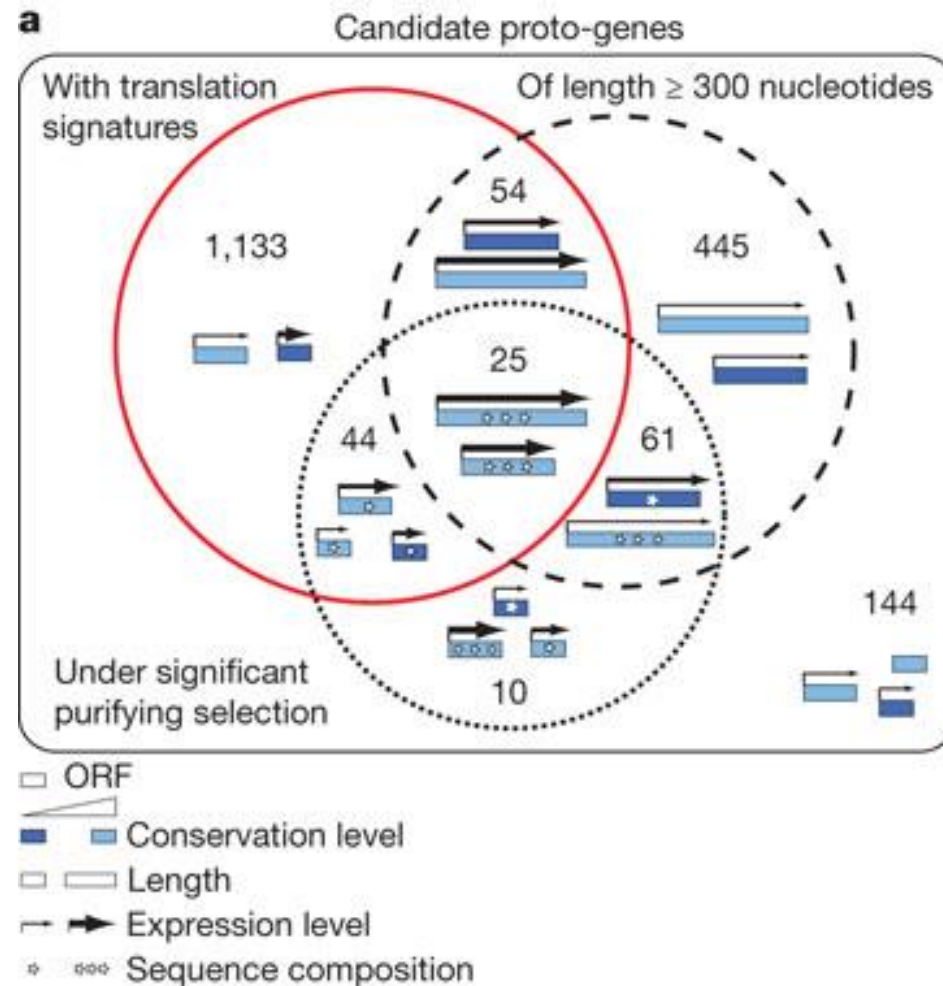 a
Candidate proto-genes
With translation
signatures
Of length ≥ 300 nucleotides
54
1,133
445
25
44
61
144
10
Under significant
purifying selection
ORF
Conservation level
Length
Expression level
Sequence composition